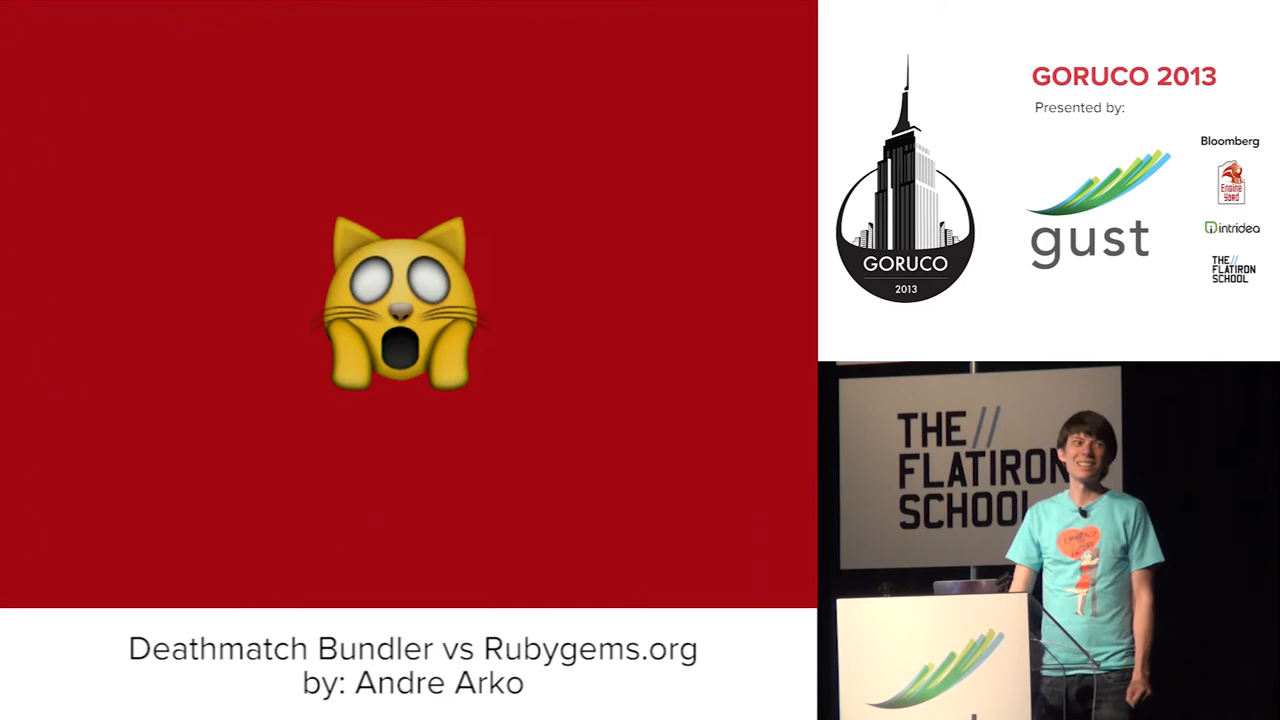 GORUCO 2013
Presented by:
Bloomberg
Engine
Yard
gust
intridea
THE//
FLATIRON
SCHOOL
GORUCO
2013
THE//
FLATIRON
SCHOOL
Deathmatch Bundler vs Rubygems.org
by: Andre Arko